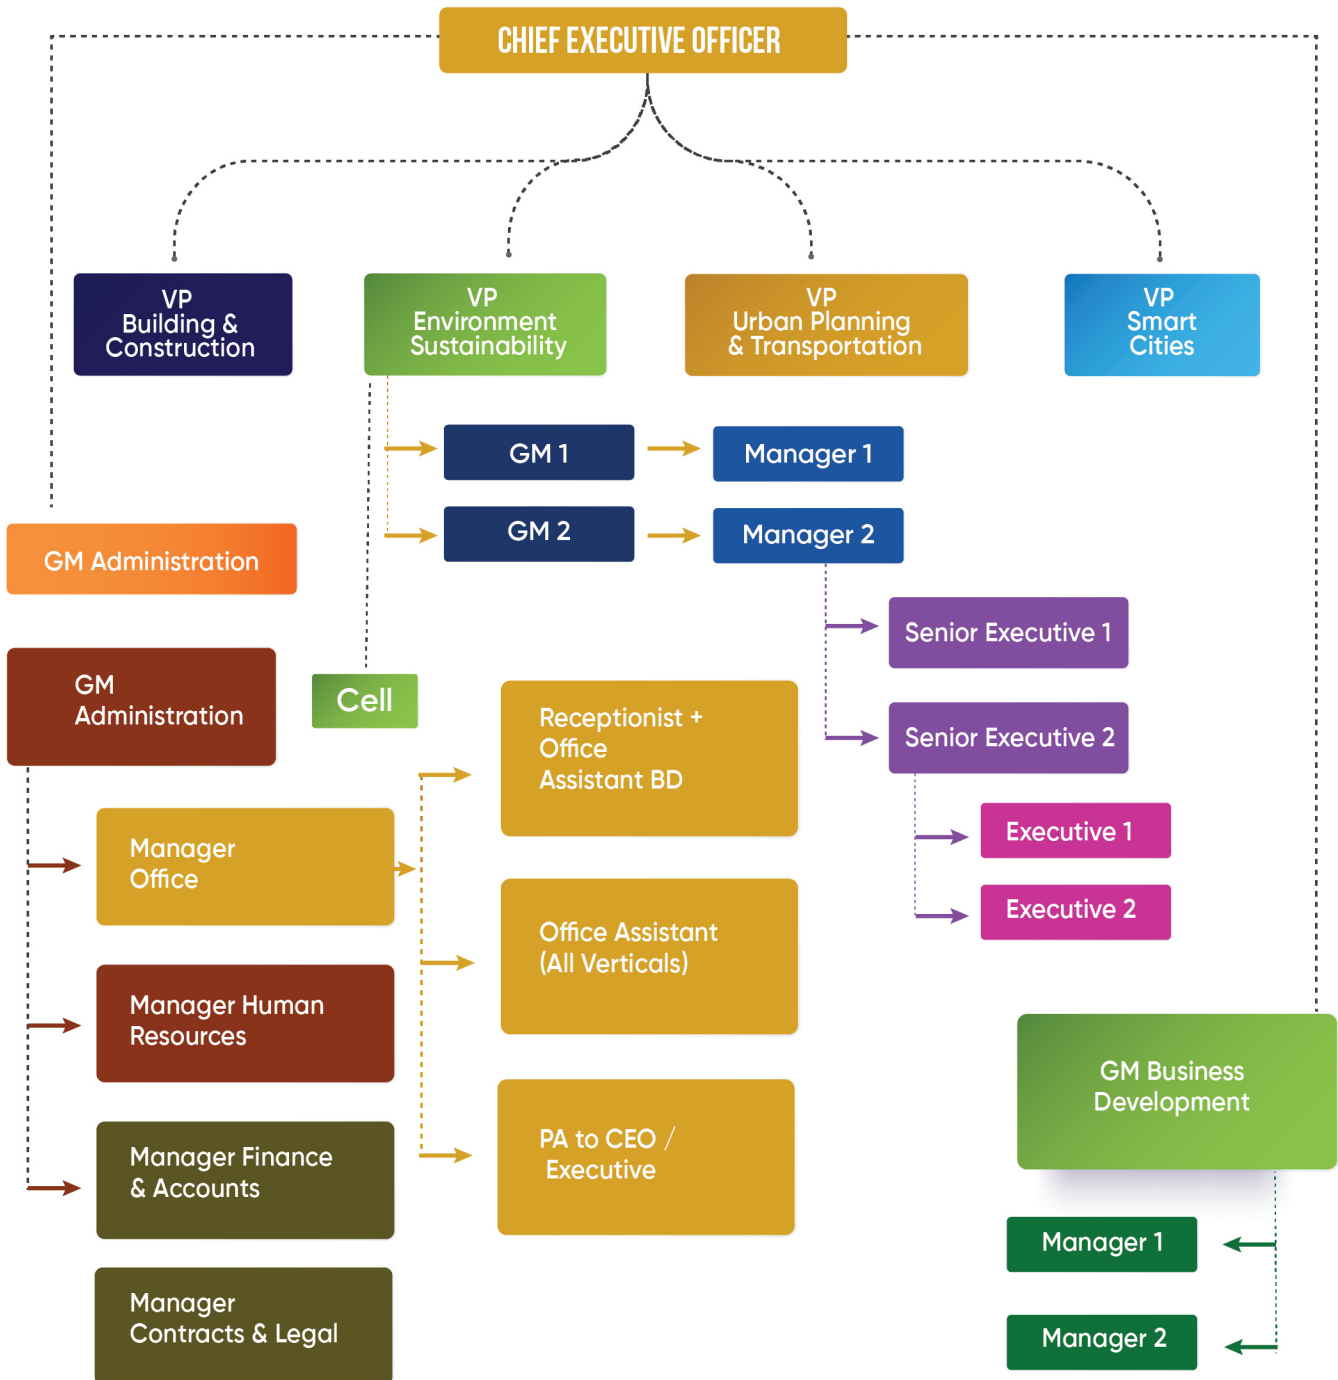 CHIEF EXECUTIVE OFFICER
VP
Building &
Construction
VP
Environment
Sustainability
VP
Urban Planning
& Transportation
VP
Smart
Cities
GM 1
Manager 1
GM 2
Manager 2
GM Administration
Senior Executive 1
GM
Administration
Cell
Receptionist +
Office
Assistant BD
Senior Executive 2
Manager
Office
Executive 1
Executive 2
Office Assistant
(All Verticals)
Manager Human
Resources
GM Business
Development
Manager Finance
& Accounts
PA to CEO /
Executive
Manager 1
Manager
Contracts & Legal
Manager 2